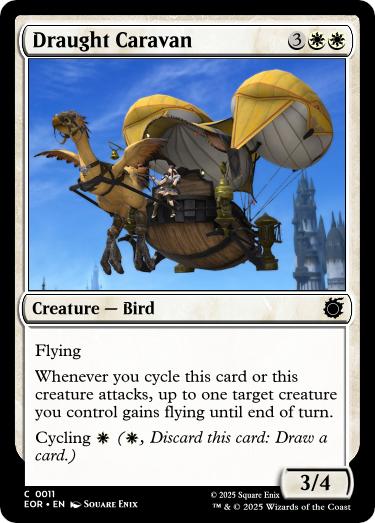 Draught Caravan 3
Creature — Bird
Flying
Whenever you cycle this card or this
creature attacks, up to one target creature
you control gains flying until end of turn.
Cycling (, Discard this card: Draw a
card.)
3/4
C 0011
EOR • EN SQUARE ENIX
© 2025 Square Enix
™ & © 2025 Wizards of the Coast